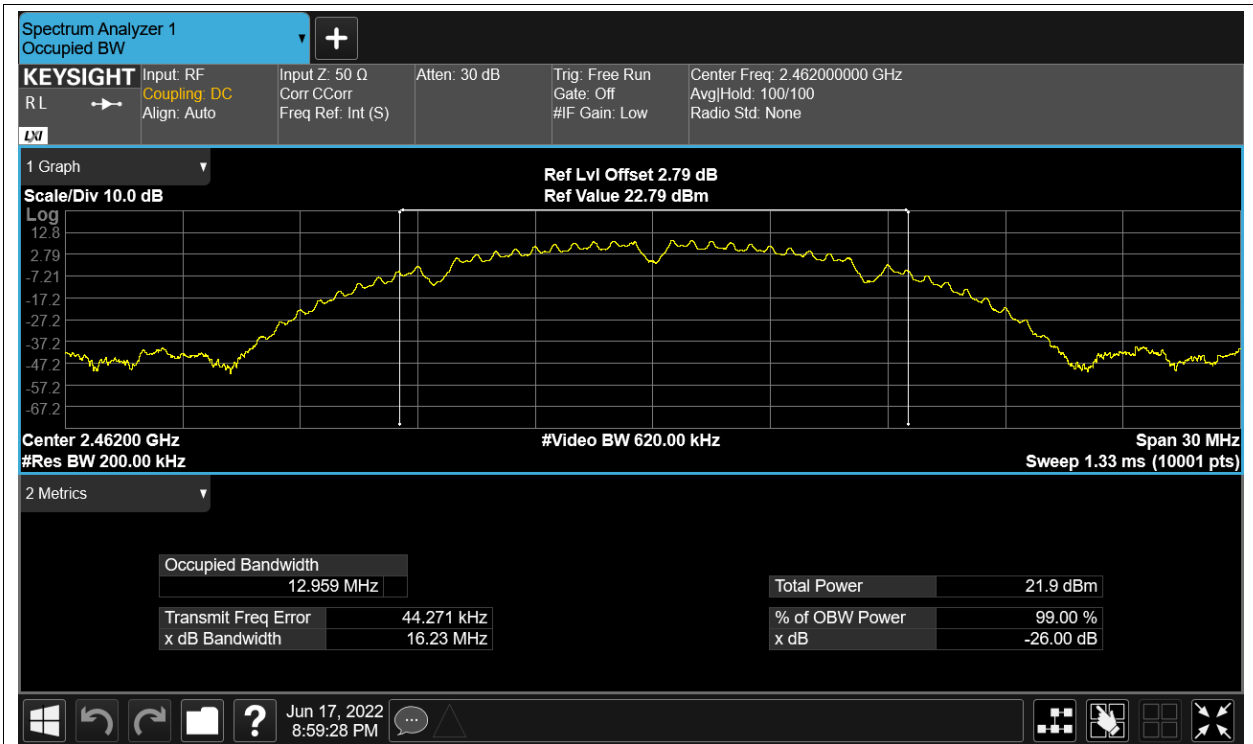 Spectrum Analyzer 1
Occupied BW
KEYSIGHT
R L
LXI
Input: RF
Coupling: DC
Align: Auto
Input Z: 50 Ω
Corr CCorr
Freq Ref: Int (S)
Atten: 30 dB
Trig: Free Run
Gate: Off
#IF Gain: Low
Center Freq: 2.462000000 GHz
Avg|Hold: 100/100
Radio Std: None
1 Graph
Scale/Div 10.0 dB
Ref Lvl Offset 2.79 dB
Ref Value 22.79 dBm
Log
12.8
2.79
-7.21
-17.2
-27.2
-37.2
-47.2
-57.2
-67.2
Center 2.46200 GHz
#Video BW 620.00 kHz
Span 30 MHz
#Res BW 200.00 kHz
Sweep 1.33 ms (10001 pts)
2 Metrics
Occupied Bandwidth
12.959 MHz
Total Power 21.9 dBm
Transmit Freq Error 44.271 kHz
% of OBW Power 99.00 %
x dB Bandwidth 16.23 MHz
x dB -26.00 dB
?
Jun 17, 2022
8:59:28 PM